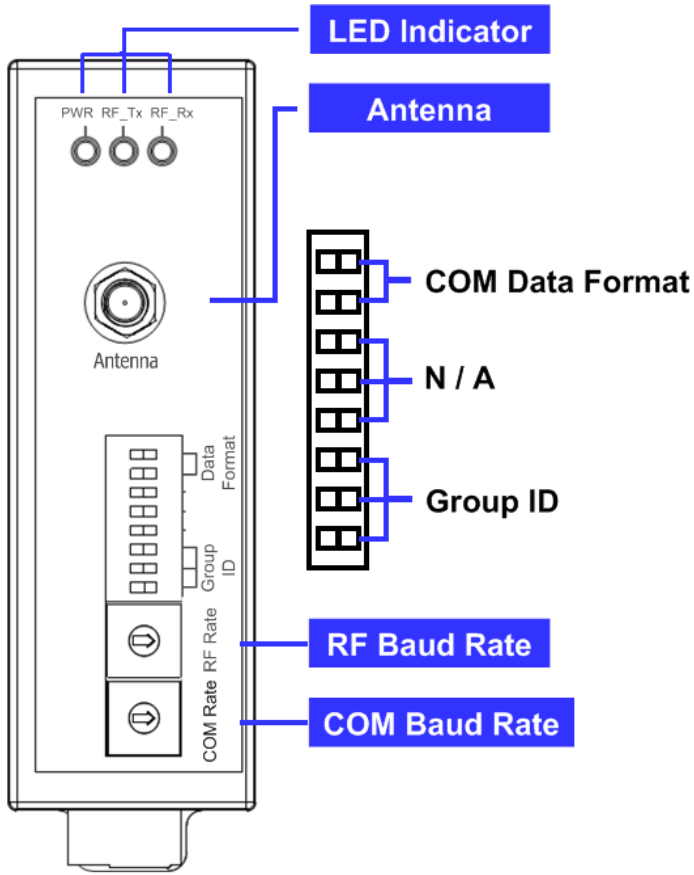 LED Indicator
PWR RF_Tx RF_Rx
Antenna
Antenna
COM Data Format
N / A
Group ID
Data
Format
Group
ID
RF Rate
RF Baud Rate
COM Rate
COM Baud Rate